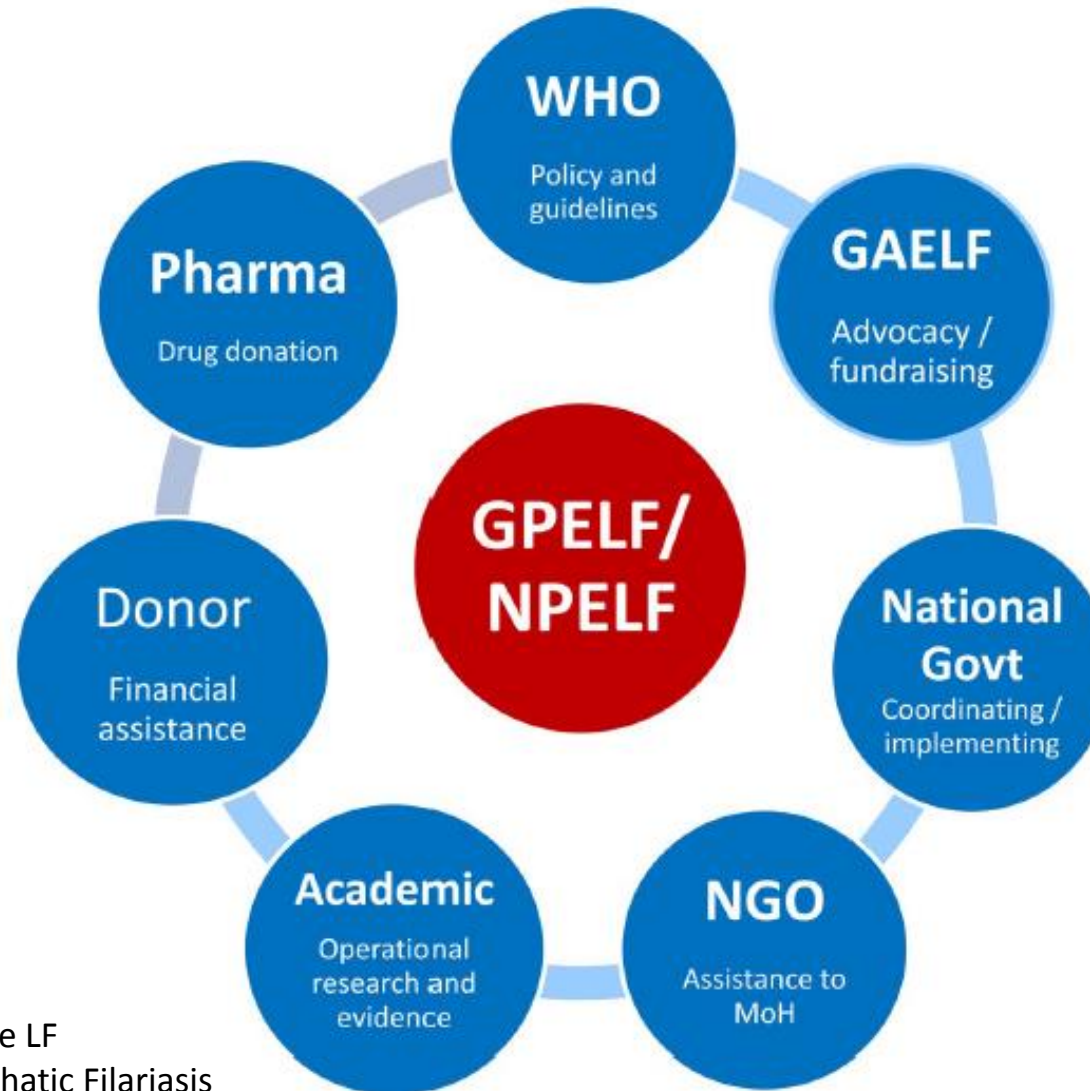 WHO
Policy and
guidelines
GAELF
Advocacy /
fundraising
National
Govt
Coordinating /
implementing
NGO
Assistance to
MoH
Academic
Operational
research and
evidence
Donor
Financial
assistance
Pharma
Drug donation
GPELF/
NPELF
e LF
hatic Filariasis